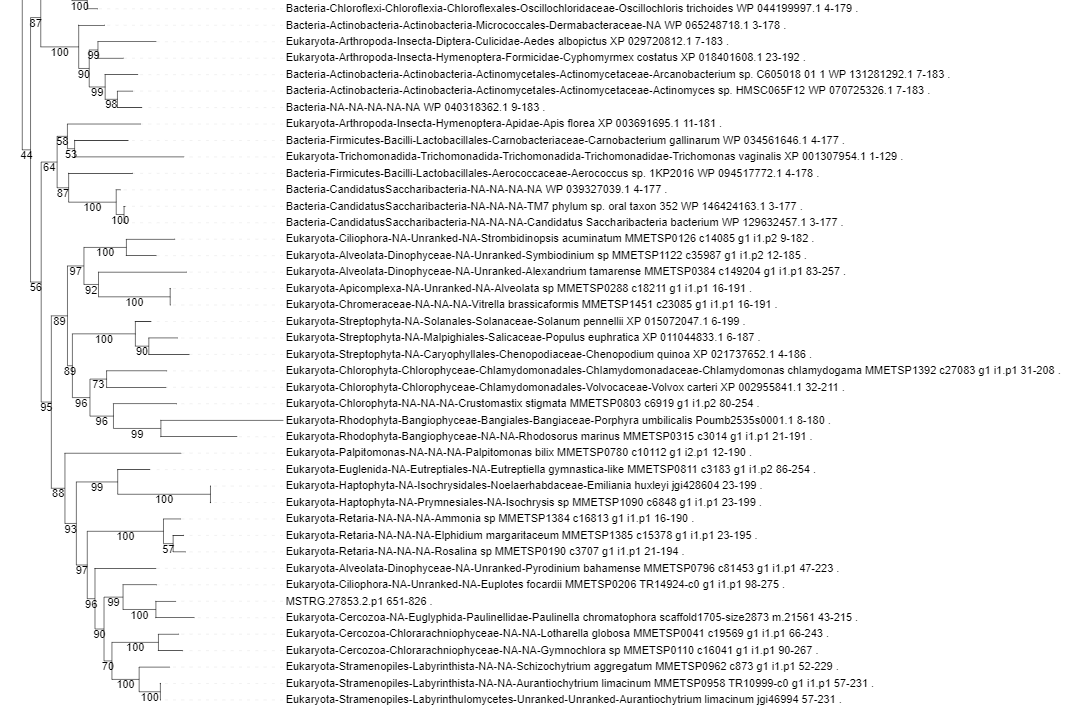 Bacteria-Chloroflexi-Chloroflexia-Chloroflexales-Oscillochloridaceae-Oscillochloris trichoides WP 044199997.1 4-179 .
100
87
Bacteria-Actinobacteria-Actinobacteria-Micrococcales-Dermabacteraceae-NA WP 065248718.1 3-178 .
Eukaryota-Arthropoda-Insecta-Diptera-Culicidae-Aedes albopictus XP 029720812.1 7-183 .
100
99
Eukaryota-Arthropoda-Insecta-Hymenoptera-Formicidae-Cyphomyrmex costatus XP 018401608.1 23-192 .
90
Bacteria-Actinobacteria-Actinobacteria-Actinomycetales-Actinomycetaceae-Arcanobacterium sp. C605018 01 1 WP 131281292.1 7-183 .
99
Bacteria-Actinobacteria-Actinobacteria-Actinomycetales-Actinomycetaceae-Actinomyces sp. HMSC065F12 WP 070725326.1 7-183 .
98
Bacteria-NA-NA-NA-NA-NA WP 040318362.1 9-183 .
Eukaryota-Arthropoda-Insecta-Hymenoptera-Apidae-Apis florea XP 003691695.1 11-181 .
58
Bacteria-Firmicutes-Bacilli-Lactobacillales-Carnobacteriaceae-Carnobacterium gallinarum WP 034561646.1 4-177 .
44
53
Eukaryota-Trichomonadida-Trichomonadida-Trichomonadida-Trichomonadidae-Trichomonas vaginalis XP 001307954.1 1-129 .
64
Bacteria-Firmicutes-Bacilli-Lactobacillales-Aerococcaceae-Aerococcus sp. 1KP2016 WP 094517772.1 4-178 .
87
Bacteria-CandidatusSaccharibacteria-NA-NA-NA-NA WP 039327039.1 4-177 .
100
Bacteria-CandidatusSaccharibacteria-NA-NA-NA-TM7 phylum sp. oral taxon 352 WP 146424163.1 3-177 .
100
Bacteria-CandidatusSaccharibacteria-NA-NA-NA-Candidatus Saccharibacteria bacterium WP 129632457.1 3-177 .
Eukaryota-Ciliophora-NA-Unranked-NA-Strombidinopsis acuminatum MMETSP0126 c14085 g1 i1.p2 9-182 .
100
Eukaryota-Alveolata-Dinophyceae-NA-Unranked-Symbiodinium sp MMETSP1122 c35987 g1 i1.p2 12-185 .
97
Eukaryota-Alveolata-Dinophyceae-NA-Unranked-Alexandrium tamarense MMETSP0384 c149204 g1 i1.p1 83-257 .
56
92
Eukaryota-Apicomplexa-NA-Unranked-NA-Alveolata sp MMETSP0288 c18211 g1 i1.p1 16-191 .
100
Eukaryota-Chromeraceae-NA-NA-NA-Vitrella brassicaformis MMETSP1451 c23085 g1 i1.p1 16-191 .
89
Eukaryota-Streptophyta-NA-Solanales-Solanaceae-Solanum pennellii XP 015072047.1 6-199 .
100
Eukaryota-Streptophyta-NA-Malpighiales-Salicaceae-Populus euphratica XP 011044833.1 6-187 .
90
Eukaryota-Streptophyta-NA-Caryophyllales-Chenopodiaceae-Chenopodium quinoa XP 021737652.1 4-186 .
89
Eukaryota-Chlorophyta-Chlorophyceae-Chlamydomonadales-Chlamydomonadaceae-Chlamydomonas chlamydogama MMETSP1392 c27083 g1 i1.p1 31-208 .
73
Eukaryota-Chlorophyta-Chlorophyceae-Chlamydomonadales-Volvocaceae-Volvox carteri XP 002955841.1 32-211 .
95
96
Eukaryota-Chlorophyta-NA-NA-NA-Crustomastix stigmata MMETSP0803 c6919 g1 i1.p2 80-254 .
96
Eukaryota-Rhodophyta-Bangiophyceae-Bangiales-Bangiaceae-Porphyra umbilicalis Poumb2535s0001.1 8-180 .
99
Eukaryota-Rhodophyta-Bangiophyceae-NA-NA-Rhodosorus marinus MMETSP0315 c3014 g1 i1.p1 21-191 .
Eukaryota-Palpitomonas-NA-NA-NA-Palpitomonas bilix MMETSP0780 c10112 g1 i2.p1 12-190 .
Eukaryota-Euglenida-NA-Eutreptiales-NA-Eutreptiella gymnastica-like MMETSP0811 c3183 g1 i1.p2 86-254 .
88
99
Eukaryota-Haptophyta-NA-Isochrysidales-Noelaerhabdaceae-Emiliania huxleyi jgi428604 23-199 .
100
Eukaryota-Haptophyta-NA-Prymnesiales-NA-Isochrysis sp MMETSP1090 c6848 g1 i1.p1 23-199 .
93
Eukaryota-Retaria-NA-NA-NA-Ammonia sp MMETSP1384 c16813 g1 i1.p1 16-190 .
100
Eukaryota-Retaria-NA-NA-NA-Elphidium margaritaceum MMETSP1385 c15378 g1 i1.p1 23-195 .
57
Eukaryota-Retaria-NA-NA-NA-Rosalina sp MMETSP0190 c3707 g1 i1.p1 21-194 .
97
Eukaryota-Alveolata-Dinophyceae-NA-Unranked-Pyrodinium bahamense MMETSP0796 c81453 g1 i1.p1 47-223 .
Eukaryota-Ciliophora-NA-Unranked-NA-Euplotes focardii MMETSP0206 TR14924-c0 g1 i1.p1 98-275 .
96
99
MSTRG.27853.2.p1 651-826 .
100
Eukaryota-Cercozoa-NA-Euglyphida-Paulinellidae-Paulinella chromatophora scaffold1705-size2873 m.21561 43-215 .
90
Eukaryota-Cercozoa-Chlorarachniophyceae-NA-NA-Lotharella globosa MMETSP0041 c19569 g1 i1.p1 66-243 .
100
Eukaryota-Cercozoa-Chlorarachniophyceae-NA-NA-Gymnochlora sp MMETSP0110 c16041 g1 i1.p1 90-267 .
70
Eukaryota-Stramenopiles-Labyrinthista-NA-NA-Schizochytrium aggregatum MMETSP0962 c873 g1 i1.p1 52-229 .
100
Eukaryota-Stramenopiles-Labyrinthista-NA-NA-Aurantiochytrium limacinum MMETSP0958 TR10999-c0 g1 i1.p1 57-231 .
100
Eukaryota-Stramenopiles-Labyrinthulomycetes-Unranked-Unranked-Aurantiochytrium limacinum jgi46994 57-231 .